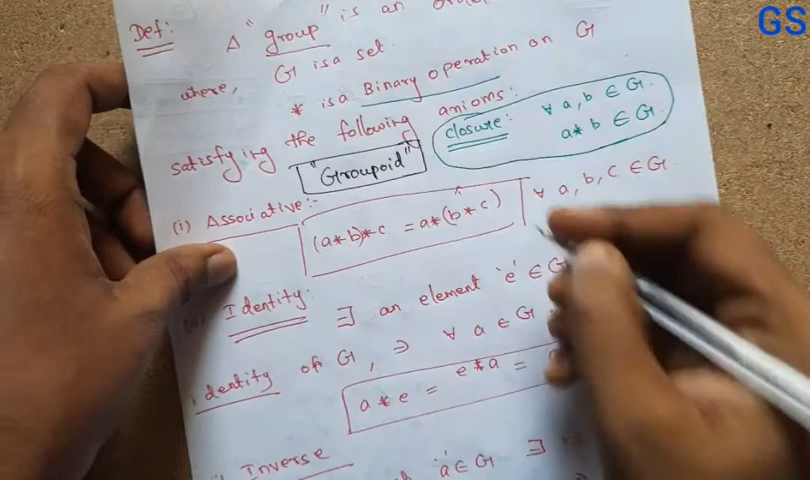 GS
Def: A "group" is an
where, G is a set.
* is a Binary operation on G
satisfying the following anioms:
closure: ∀ a, b ∈ G.
a * b ∈ G.
"Groupoid"
(i) Associative:- (a*b)*c = a*(b*c) ∀ a, b, c ∈ G
Identity: ∃ an element 'e' ∈ G
identity of G, ∋ ∀ a ∈ G
a * e = e*a =
Inverse
a ∈ G ∃